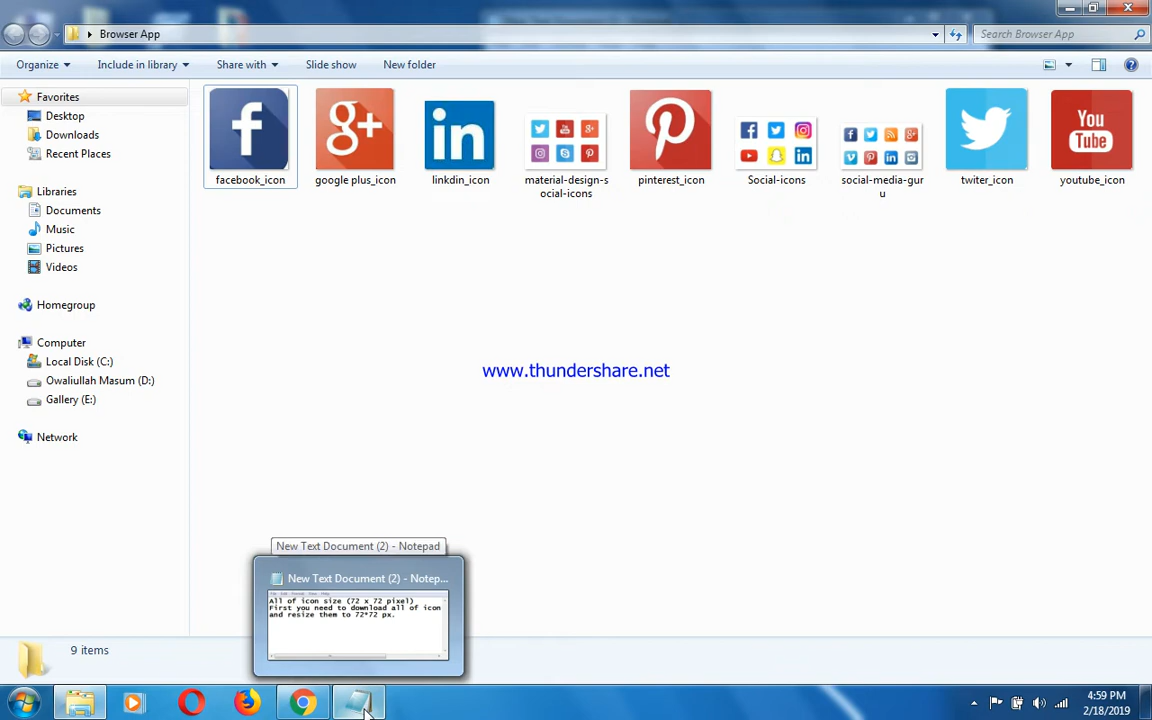 Browser App
Search Browser App
Organize
Include in library
Share with
Slide show
New folder
Favorites
Desktop
Downloads
Recent Places
Libraries
Documents
Music
Pictures
Videos
Homegroup
Computer
Local Disk (C:)
Owaliullah Masum (D:)
Gallery (E:)
Network
f
facebook_icon
g+
google plus_icon
in
linkdin_icon
material-design-s
ocial-icons
pinterest_icon
Social-icons
social-media-gur
u
twiter_icon
You
Tube
youtube_icon
www.thundershare.net
New Text Document (2) - Notepad
New Text Document (2) - Notep...
All of icon size (72 x 72 pixel)
First you need to download all of icon
and resize them to 72*72 px.
9 items
4:59 PM
2/18/2019